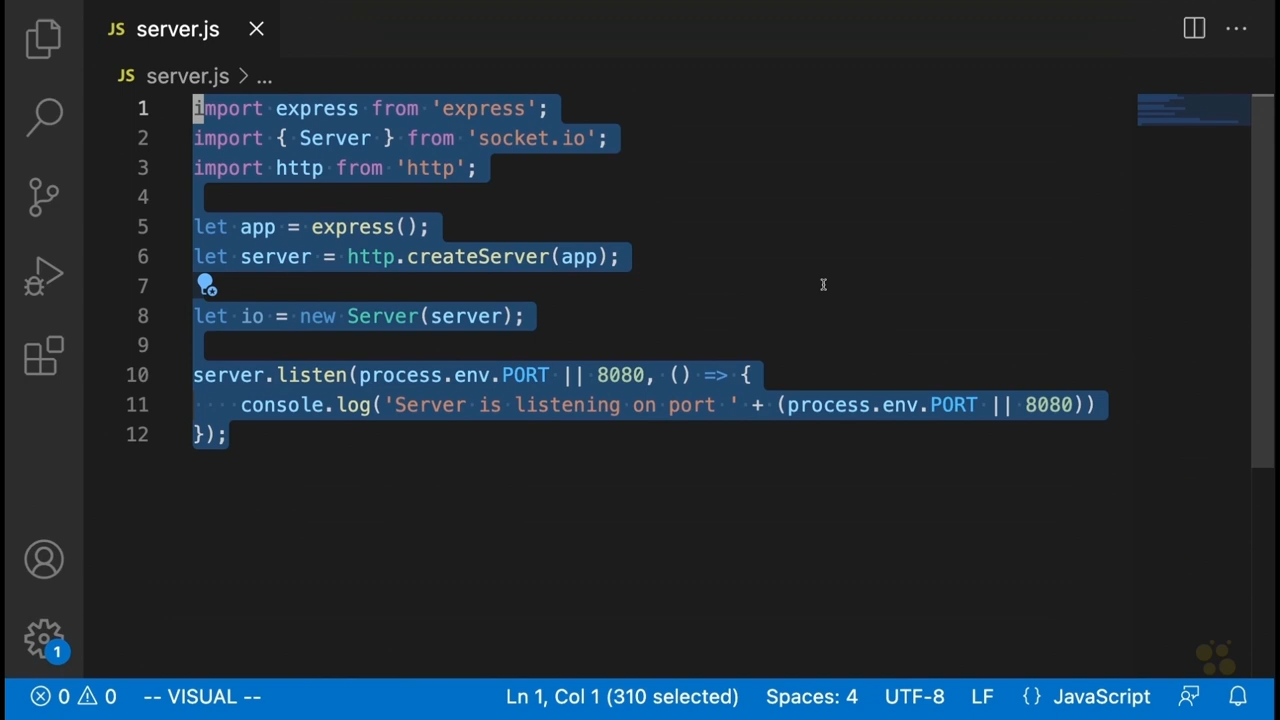 JS server.js
JS server.js > ...
1 import express from 'express';
2 import { Server } from 'socket.io';
3 import http from 'http';
4
5 let app = express();
6 let server = http.createServer(app);
7
8 let io = new Server(server);
9
10 server.listen(process.env.PORT || 8080, () => {
11     console.log('Server is listening on port ' + (process.env.PORT || 8080))
12 });
1
0 0 -- VISUAL -- Ln 1, Col 1 (310 selected) Spaces: 4 UTF-8 LF {} JavaScript